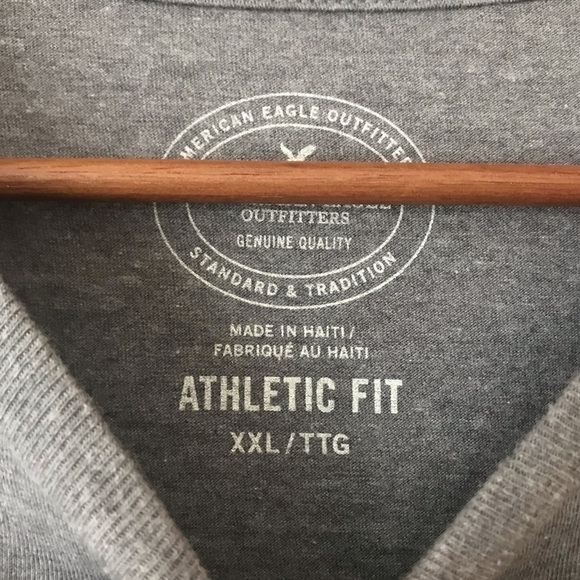 AMERICAN EAGLE OUTFITTERS
OUTFITTERS
GENUINE QUALITY
STANDARD & TRADITION
MADE IN HAITI/
FABRIQUÉ AU HAITI
ATHLETIC FIT
XXL/TTG